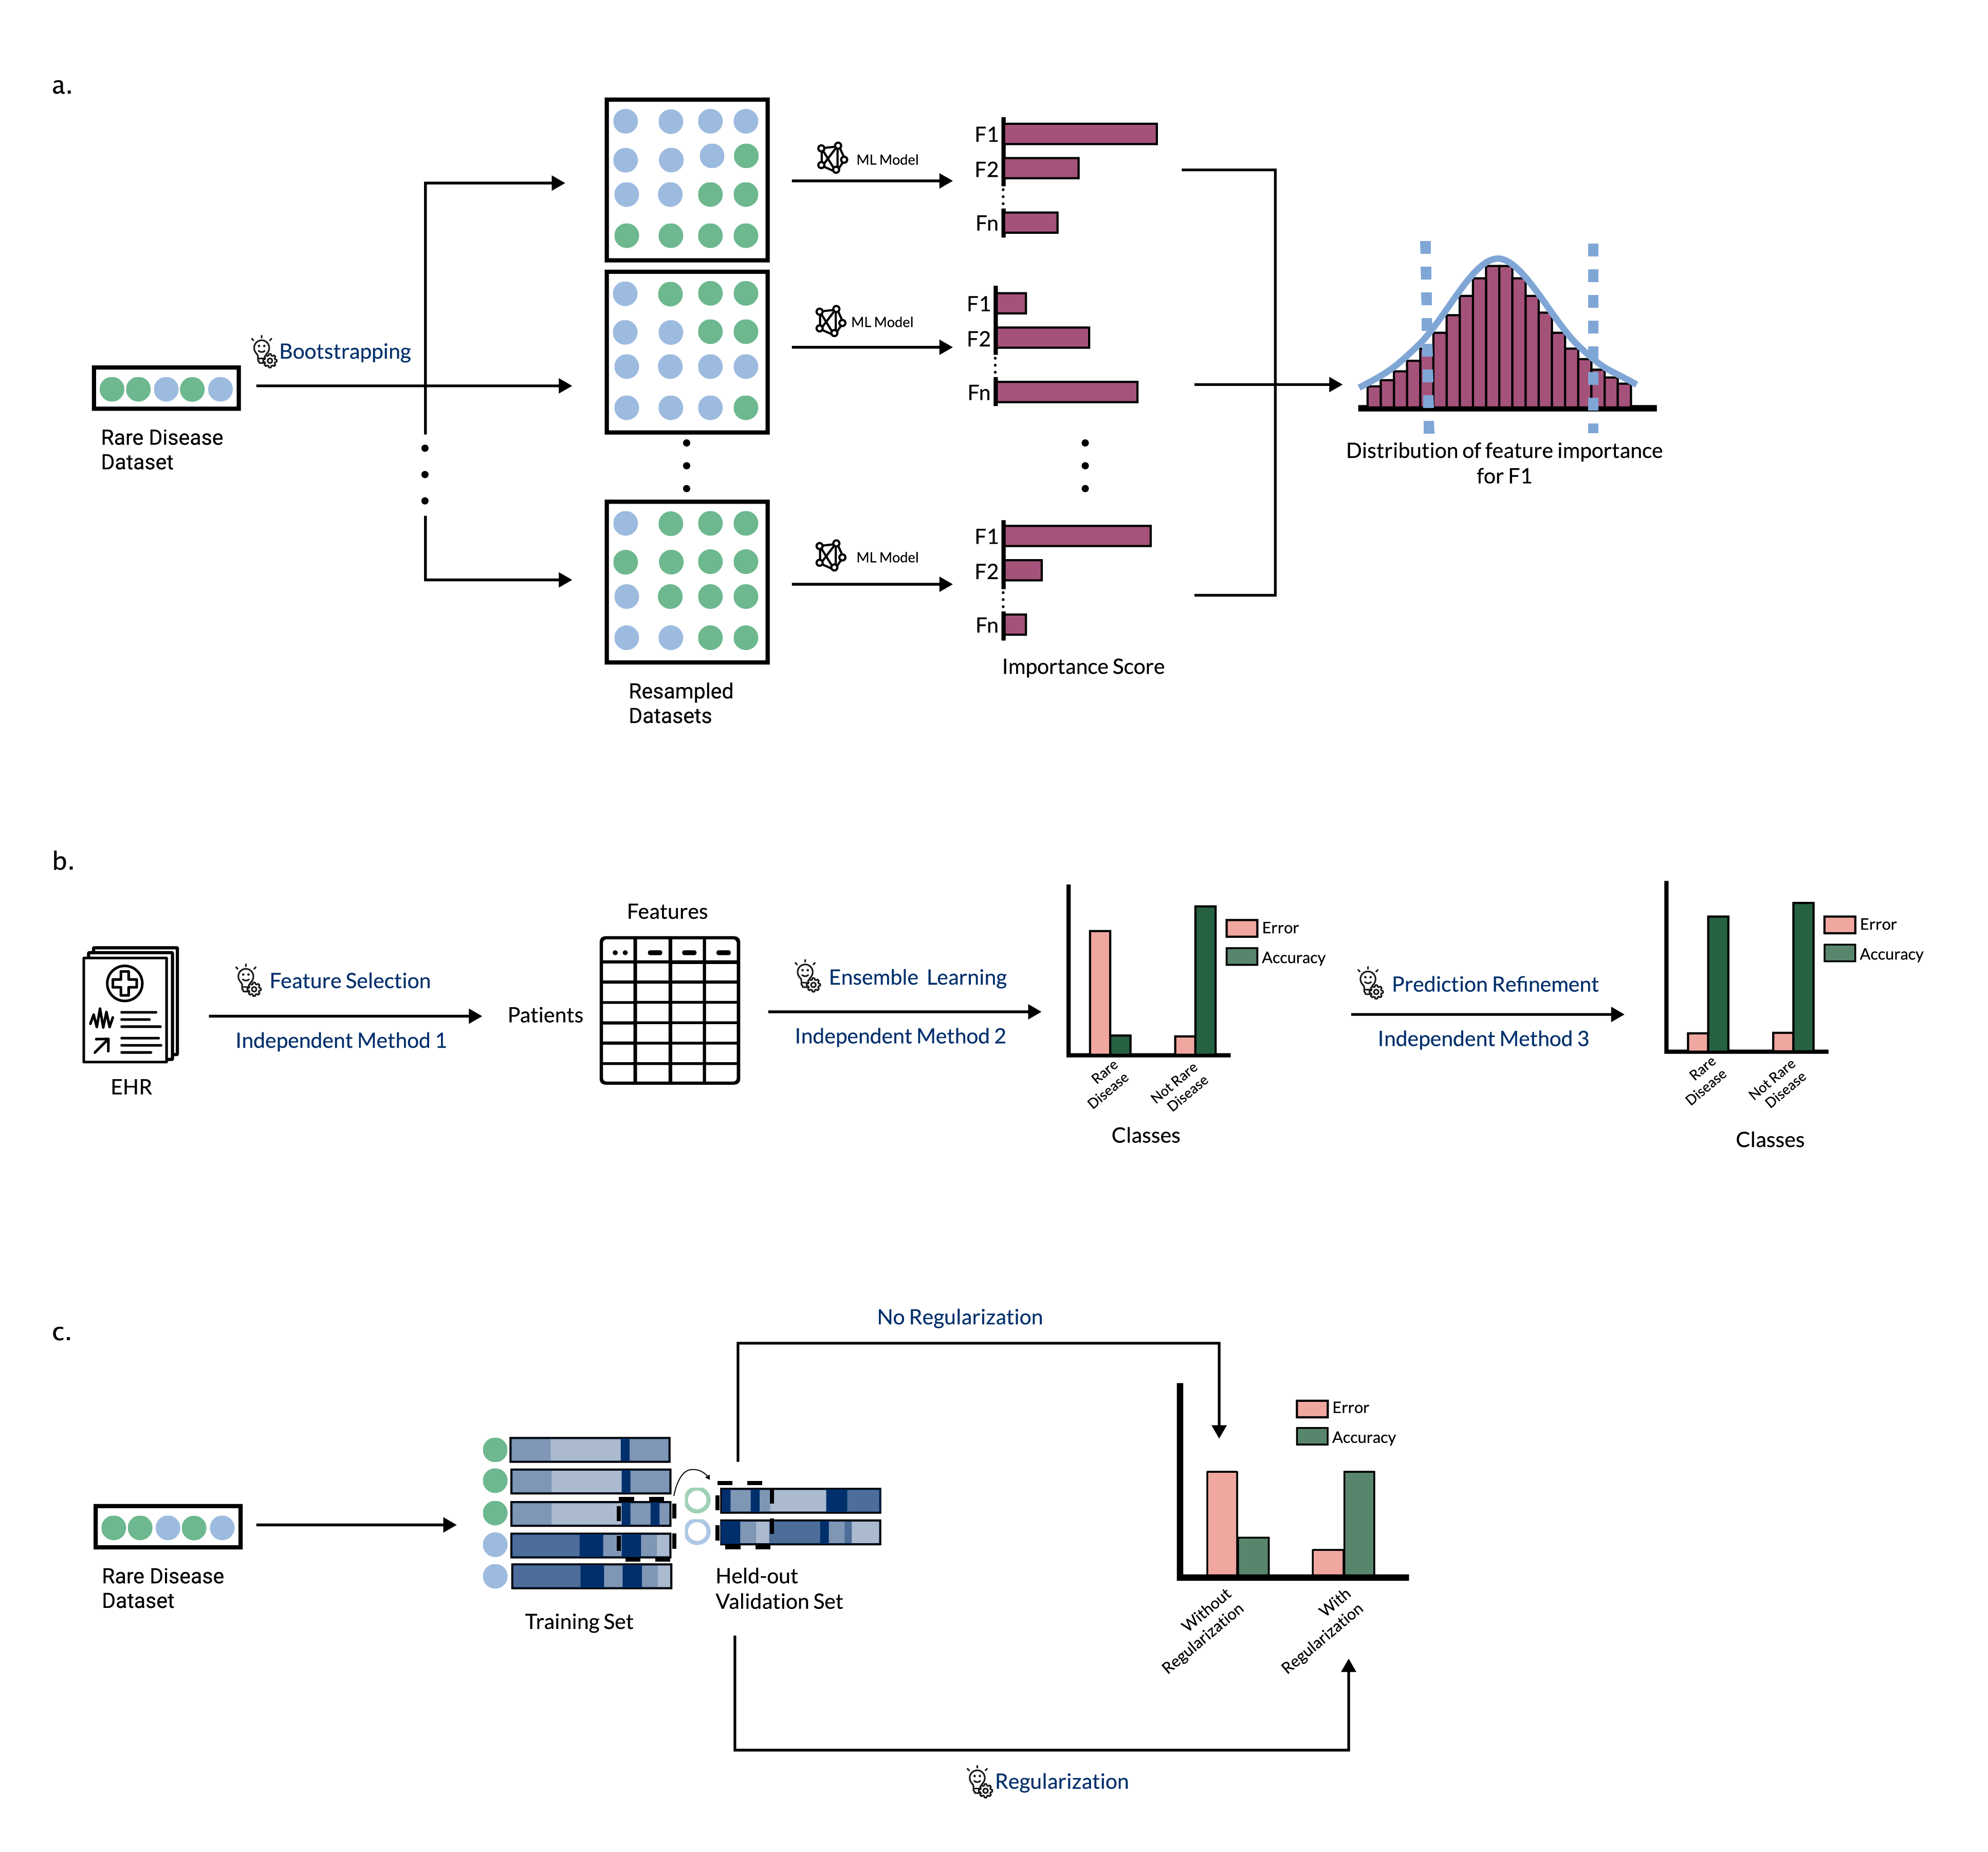 a.
Bootstrapping
Rare Disease
Dataset
ML Model
F1
F2
Fn
ML Model
F1
F2
Fn
ML Model
F1
F2
Fn
Resampled
Datasets
Importance Score
Distribution of feature importance
for F1
b.
EHR
Feature Selection
Independent Method 1
Features
Patients
Ensemble Learning
Independent Method 2
Error
Accuracy
Rare
Disease
Not Rare
Disease
Classes
Prediction Refinement
Independent Method 3
Error
Accuracy
Rare
Disease
Not Rare
Disease
Classes
c.
Rare Disease
Dataset
Training Set
Held-out
Validation Set
No Regularization
Regularization
Error
Accuracy
Without
Regularization
With
Regularization